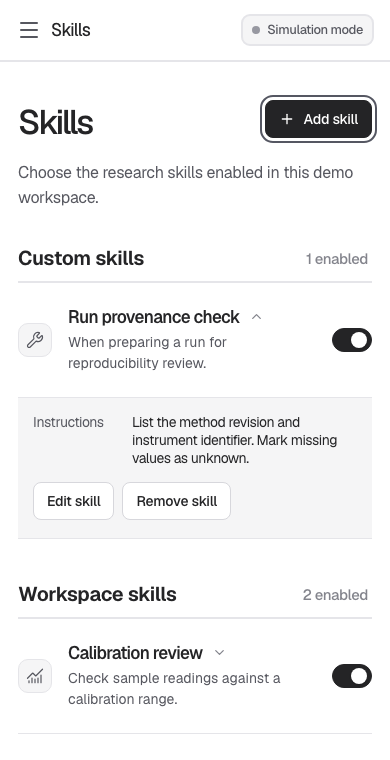 Skills
Simulation mode
Skills
Add skill
Choose the research skills enabled in this demo
workspace.
Custom skills
1 enabled
Run provenance check
When preparing a run for
reproducibility review.
Instructions
List the method revision and
instrument identifier. Mark missing
values as unknown.
Edit skill
Remove skill
Workspace skills
2 enabled
Calibration review
Check sample readings against a
calibration range.